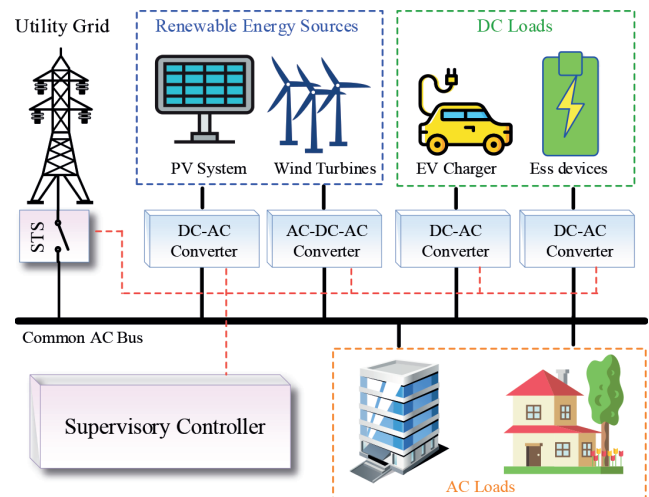 Utility Grid
Renewable Energy Sources
DC Loads
PV System
Wind Turbines
EV Charger
Ess devices
STS
DC-AC
Converter
AC-DC-AC
Converter
DC-AC
Converter
DC-AC
Converter
Common AC Bus
Supervisory Controller
AC Loads